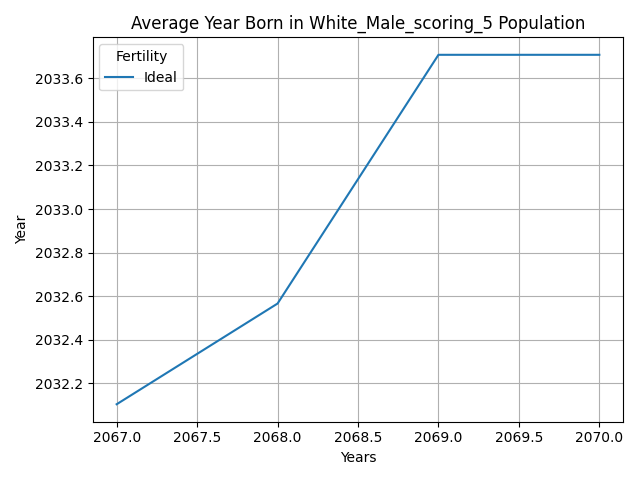 Average Year Born in White_Male_scoring_5 Population
Fertility
Ideal
2033.6
2033.4
2033.2
2033.0
2032.8
2032.6
2032.4
2032.2
Year
2067.0 2067.5 2068.0 2068.5 2069.0 2069.5 2070.0
Years